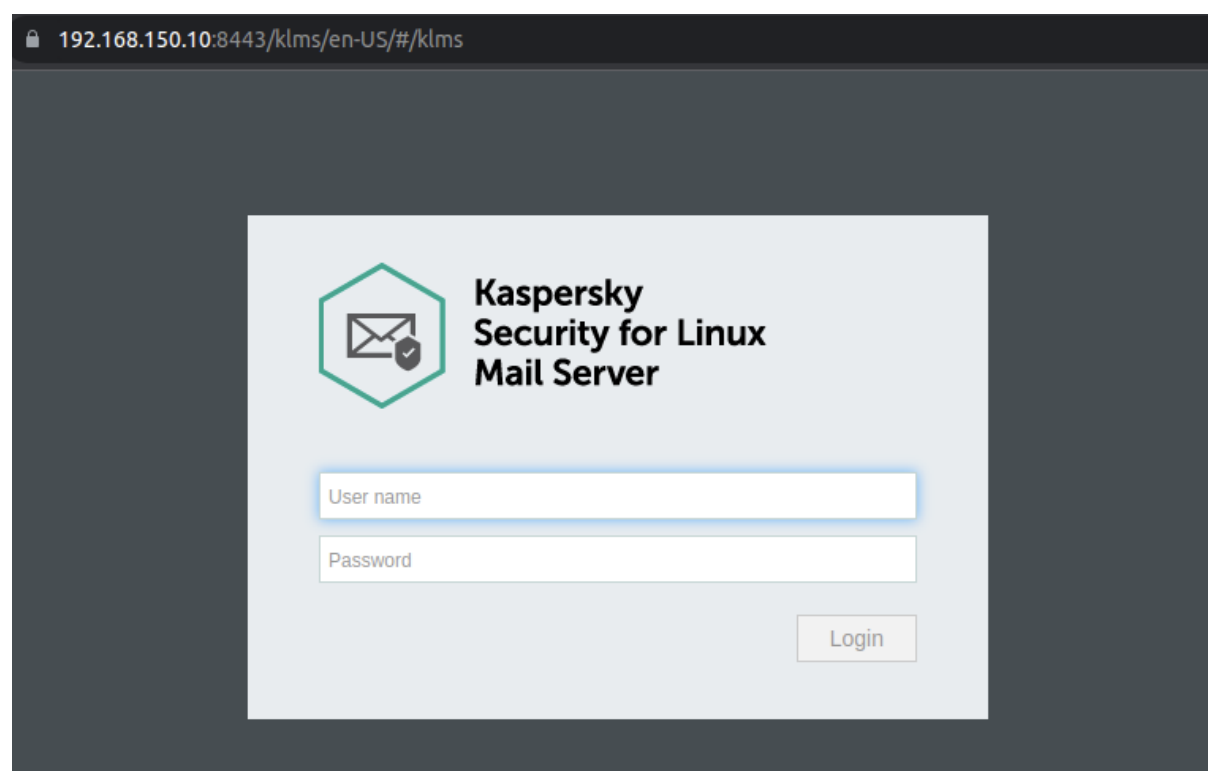 192.168.150.10:8443/klms/en-US/#/klms
Kaspersky
Security for Linux
Mail Server
User name
Password
Login